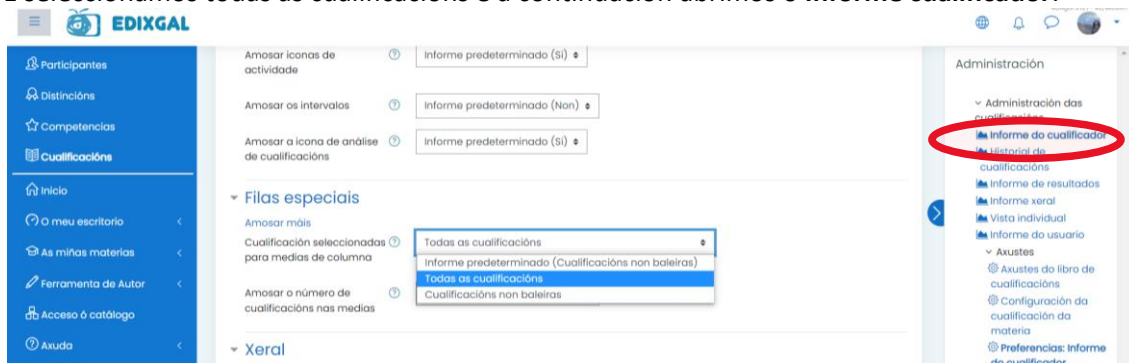 EDIXGAL
Participantes
Distincións
Competencias
Cualificacións
Inicio
O meu escritorio
As miñas materias
Ferramenta de Autor
Acceso ó catálogo
Axuda
Amosar iconas de
actividade
Informe predeterminado (Sí)
Amosar os intervalos
Informe predeterminado (Non)
Amosar a icona de análise
de cualificacións
Informe predeterminado (Sí)
Filas especiais
Amosar máis
Cualificación seleccionadas
para medias de columna
Todas as cualificacións
Informe predeterminado (Cualificacións non baleiras)
Todas as cualificacións
Cualificacións non baleiras
Amosar o número de
cualificacións nas medias
Xeral
Administración
Administración das
cualificacións
Informe do cualificador
Historial de
cualificacións
Informe de resultados
Informe xeral
Vista individual
Informe do usuario
Axustes
Axustes do libro de
cualificacións
Configuración da
cualificación da
materia
Preferencias: Informe
do cualificador